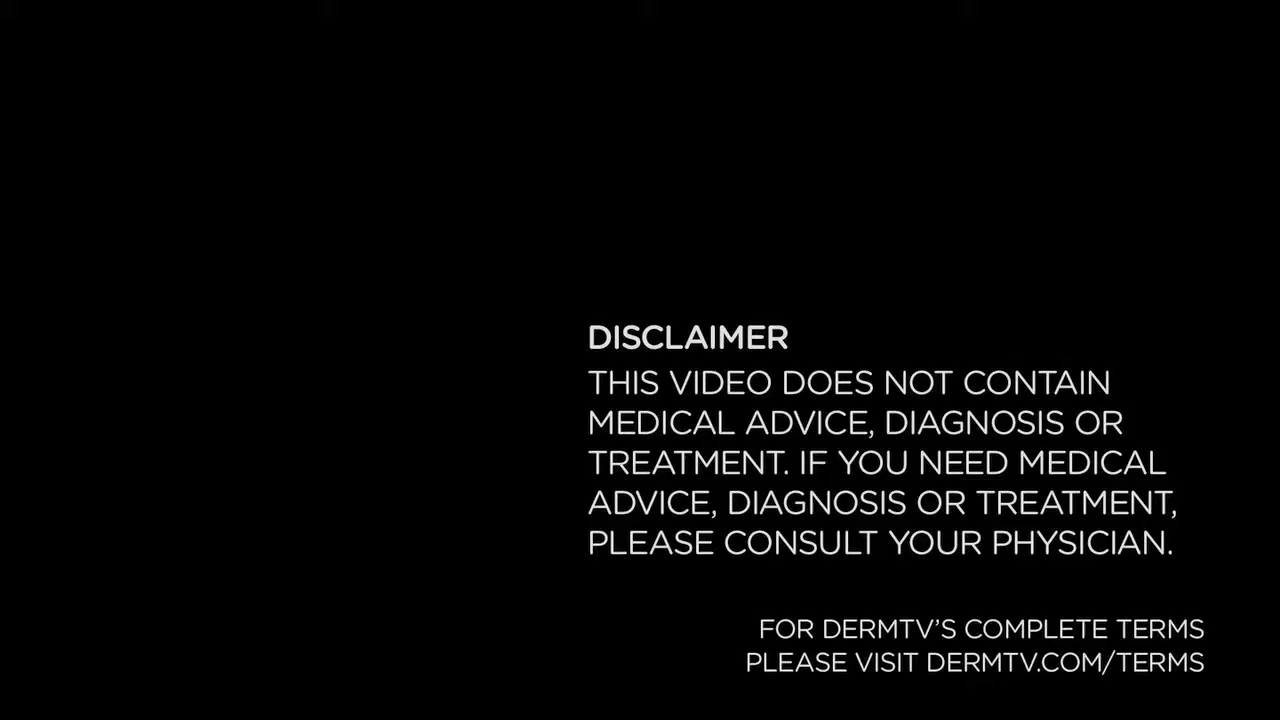 DISCLAIMER
THIS VIDEO DOES NOT CONTAIN
MEDICAL ADVICE, DIAGNOSIS OR
TREATMENT. IF YOU NEED MEDICAL
ADVICE, DIAGNOSIS OR TREATMENT,
PLEASE CONSULT YOUR PHYSICIAN.
FOR DERMTV’S COMPLETE TERMS
PLEASE VISIT DERMTV.COM/TERMS